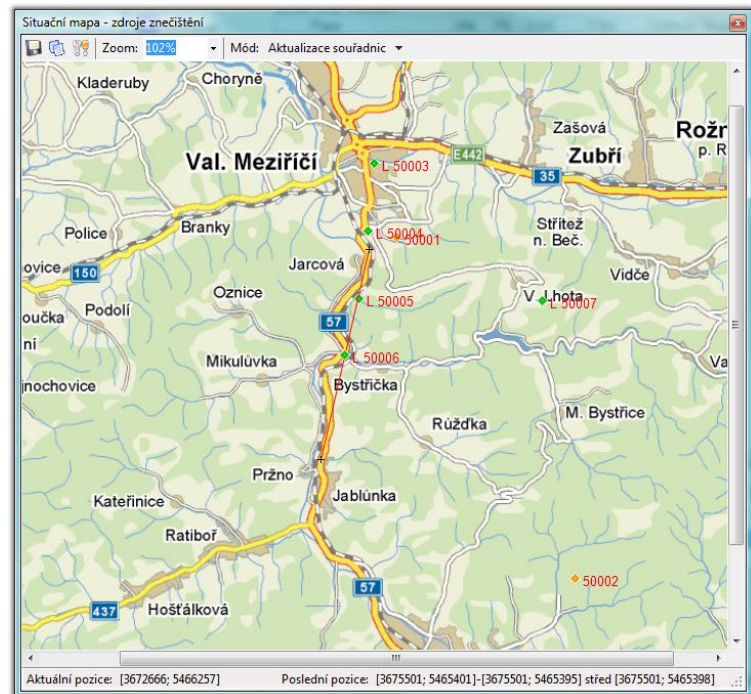 Situační mapa - zdroje znečištění
Zoom: 102% Mód: Aktualizace souřadnic
Kladeruby
Choryně
Val. Meziříčí
L 50003
E442
Zašová
Rožn
Zubří
p. R
35
Police
Branky
L 50004
50001
Střítež
n. Beč.
ovice
150
Jarcová
Vidče
Oznice
V. Lhota
L 50007
L 50005
oučka
Podolí
57
ní
Mikulůvka
L 50006
Va
jnochovice
Bystřička
M. Bystřice
Růžďka
Pržno
Kateřinice
Jablůnka
Ratiboř
50002
57
437
Hošťálková
Aktuální pozice: [3672666; 5466257] Poslední pozice: [3675501; 5465401]-[3675501; 5465395] střed [3675501; 5465398]